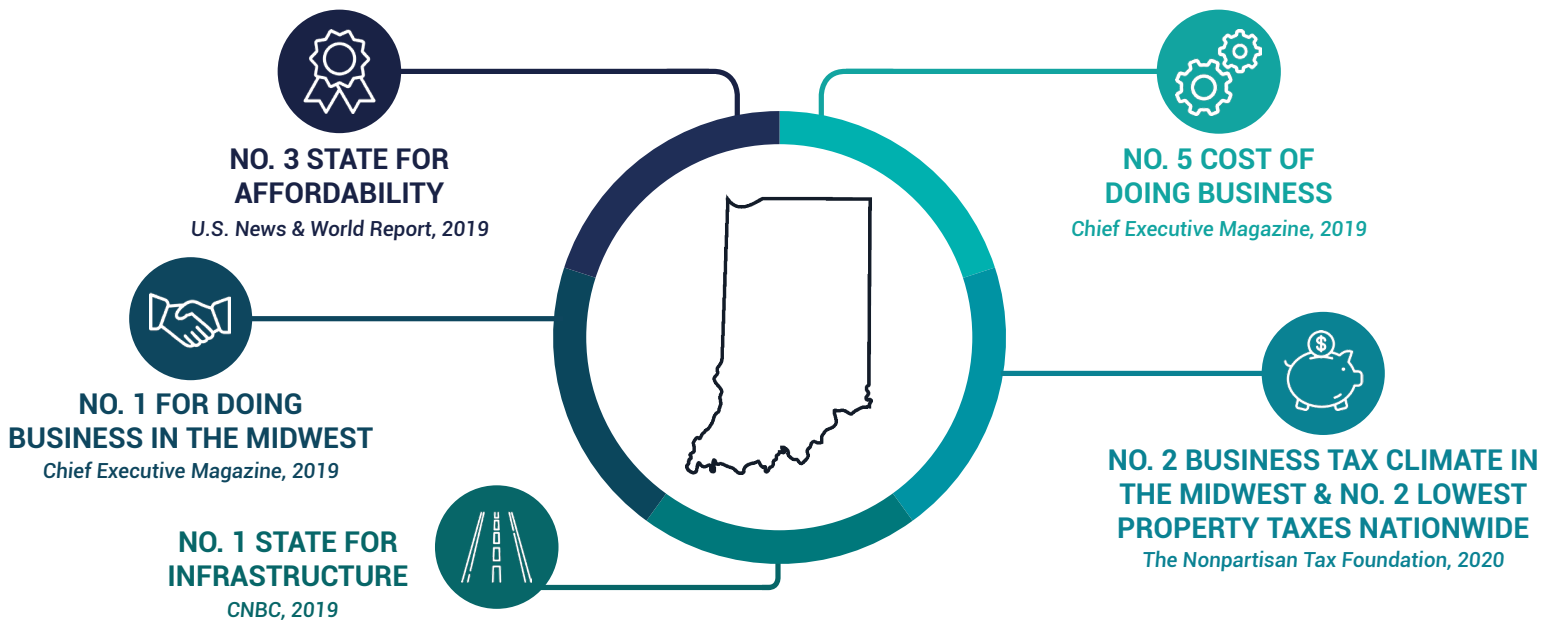 NO. 3 STATE FOR
AFFORDABILITY
U.S. News & World Report, 2019
NO. 5 COST OF
DOING BUSINESS
Chief Executive Magazine, 2019
NO. 1 FOR DOING
BUSINESS IN THE MIDWEST
Chief Executive Magazine, 2019
$
NO. 2 BUSINESS TAX CLIMATE IN
THE MIDWEST & NO. 2 LOWEST
PROPERTY TAXES NATIONWIDE
The Nonpartisan Tax Foundation, 2020
NO. 1 STATE FOR
INFRASTRUCTURE
CNBC, 2019